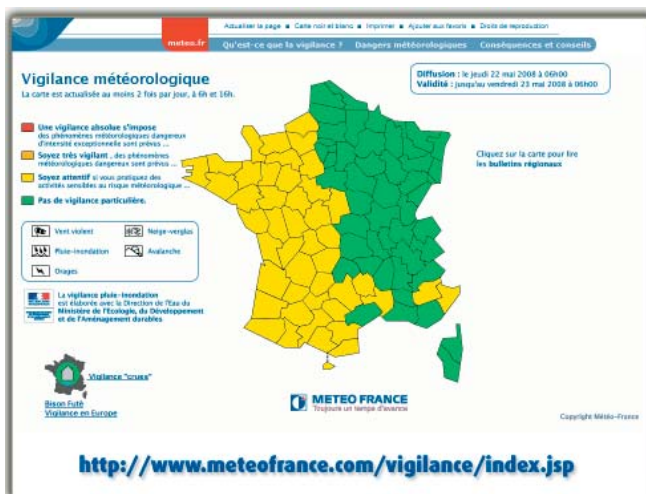 Actualiser la page ■ Carte noir et blanc ■ Imprimer ■ Ajouter aux favoris ■ Droits de reproduction
meteo.fr
Qu'est-ce que la vigilance ? Dangers météorologiques Conséquences et conseils
Vigilance météorologique
La carte est actualisée au moins 2 fois par jour, à 6h et 16h.
Diffusion : le jeudi 22 mai 2008 à 06h00
Validité : jusqu'au vendredi 23 mai 2008 à 06h00
Une vigilance absolue s'impose
des phénomènes météorologiques dangereux
d'intensité exceptionnelle sont prévus ...
Soyez très vigilant, des phénomènes
météorologiques dangereux sont prévus ...
Soyez attentif si vous pratiquez des
activités sensibles au risque météorologique ...
Pas de vigilance particulière.
Cliquez sur la carte pour lire
les bulletins régionaux
Vent violent Neige-verglas
Pluie-inondation Avalanche
Orages
La vigilance pluie-inondation
est élaborée avec la Direction de l'Eau du
Ministère de l'Ecologie, du Développement
et de l'Aménagement durables
Vigilance "crues"
Bison Futé
Vigilance en Europe
METEO FRANCE
Toujours un temps d'avance
Copyright Météo-France
http://www.meteofrance.com/vigilance/index.jsp